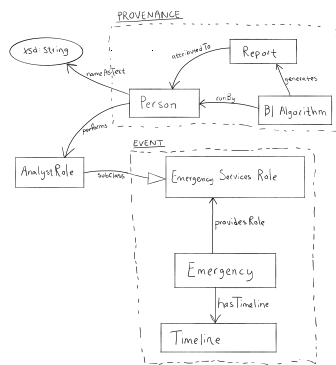 PROVENANCE
xsd:string
attributedTo
Report
nameAsText
generates
Person
runBy
BI Algorithm
performs
EVENT
AnalystRole
subClass
Emergency Services Role
providesRole
Emergency
hasTimeline
Timeline